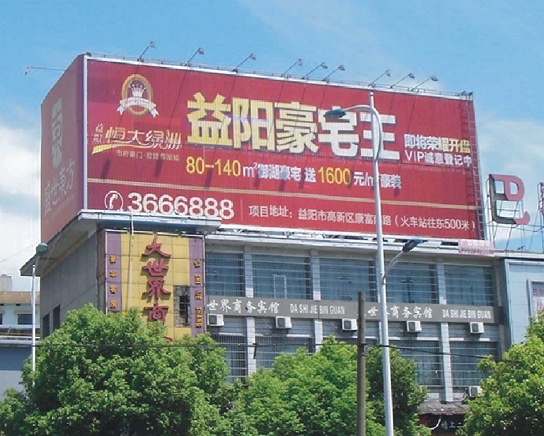 恒大绿洲
益阳豪宅王
即将荣耀开盘
VIP诚意登记中
80-140m²御湖豪宅 送1600元/m²豪装
3666888
项目地址：益阳市高新区康富路（火车站往东500米）
大世界商
世界商务宾馆 DA SHI JIE BIN GUAN 世界商务宾馆 DA SHI JIE BIN GUAN